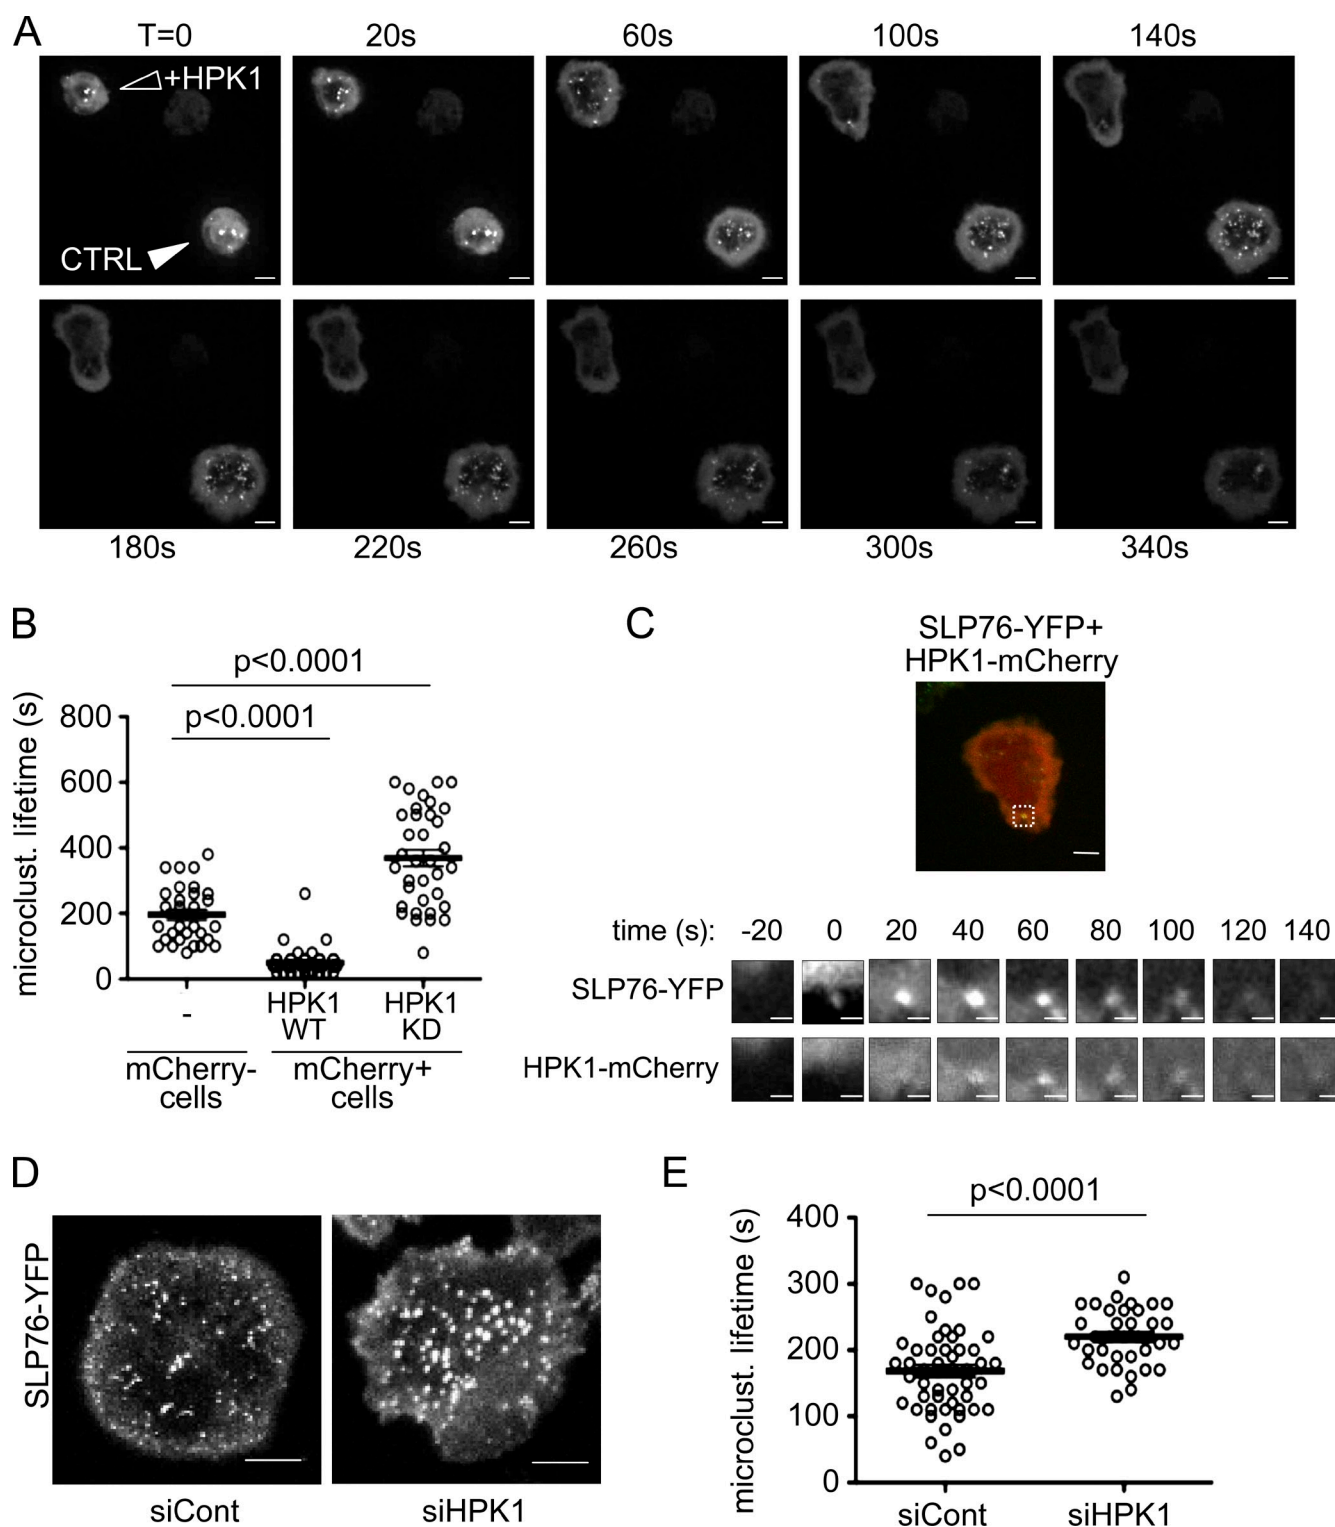 A
T=0 20s 60s 100s 140s
+HPK1
CTRL
180s 220s 260s 300s 340s
B
p<0.0001
p<0.0001
microclust. lifetime (s)
800
600
400
200
0
- HPK1 HPK1
WT KD
mCherry- mCherry+
cells cells
C
SLP76-YFP+
HPK1-mCherry
time (s): -20 0 20 40 60 80 100 120 140
SLP76-YFP
HPK1-mCherry
D
SLP76-YFP
siCont siHPK1
E
p<0.0001
microclust. lifetime (s)
400
300
200
100
0
siCont siHPK1